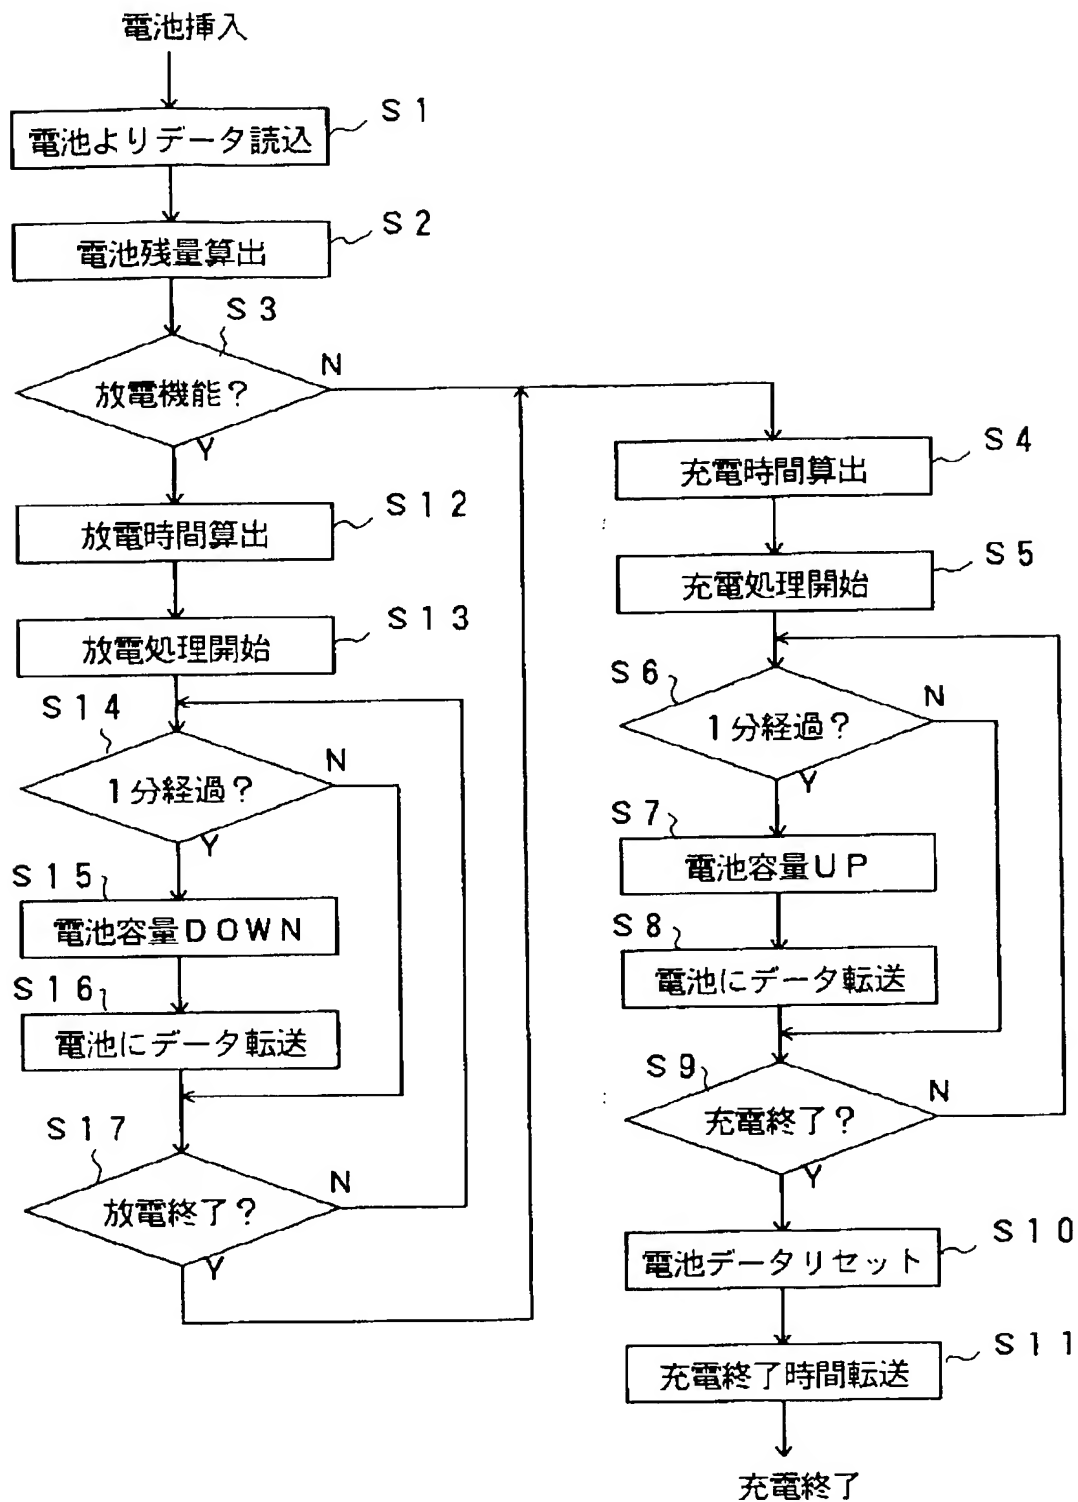 電池挿入
S1
電池よりデータ読込
S2
電池残量算出
S3
放電機能？
N
Y
S12
放電時間算出
S13
放電処理開始
S14
1分経過？
N
Y
S15
電池容量DOWN
S16
電池にデータ転送
S17
放電終了？
N
Y
S4
充電時間算出
S5
充電処理開始
S6
1分経過？
N
Y
S7
電池容量UP
S8
電池にデータ転送
S9
充電終了？
N
Y
S10
電池データリセット
S11
充電終了時間転送
充電終了